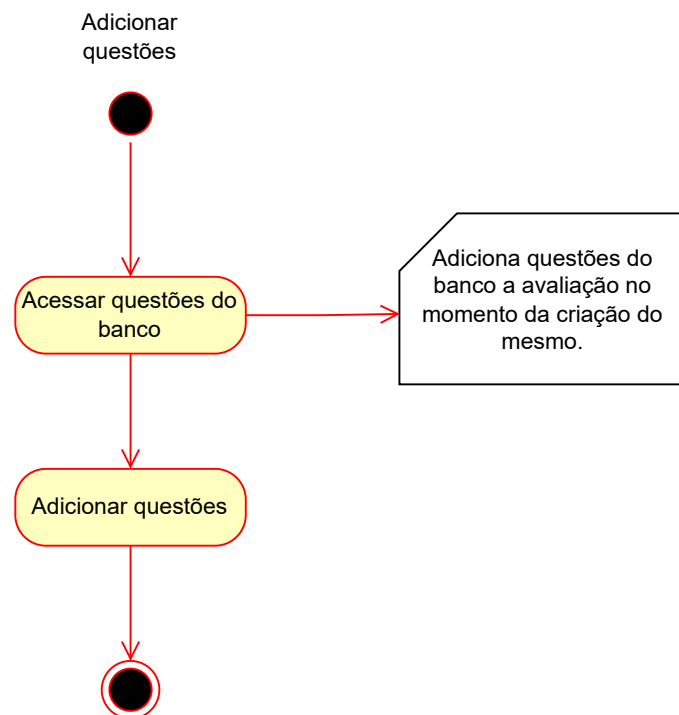 Adicionar
questões
Acessar questões do
banco
Adiciona questões do
banco a avaliação no
momento da criação do
mesmo.
Adicionar questões